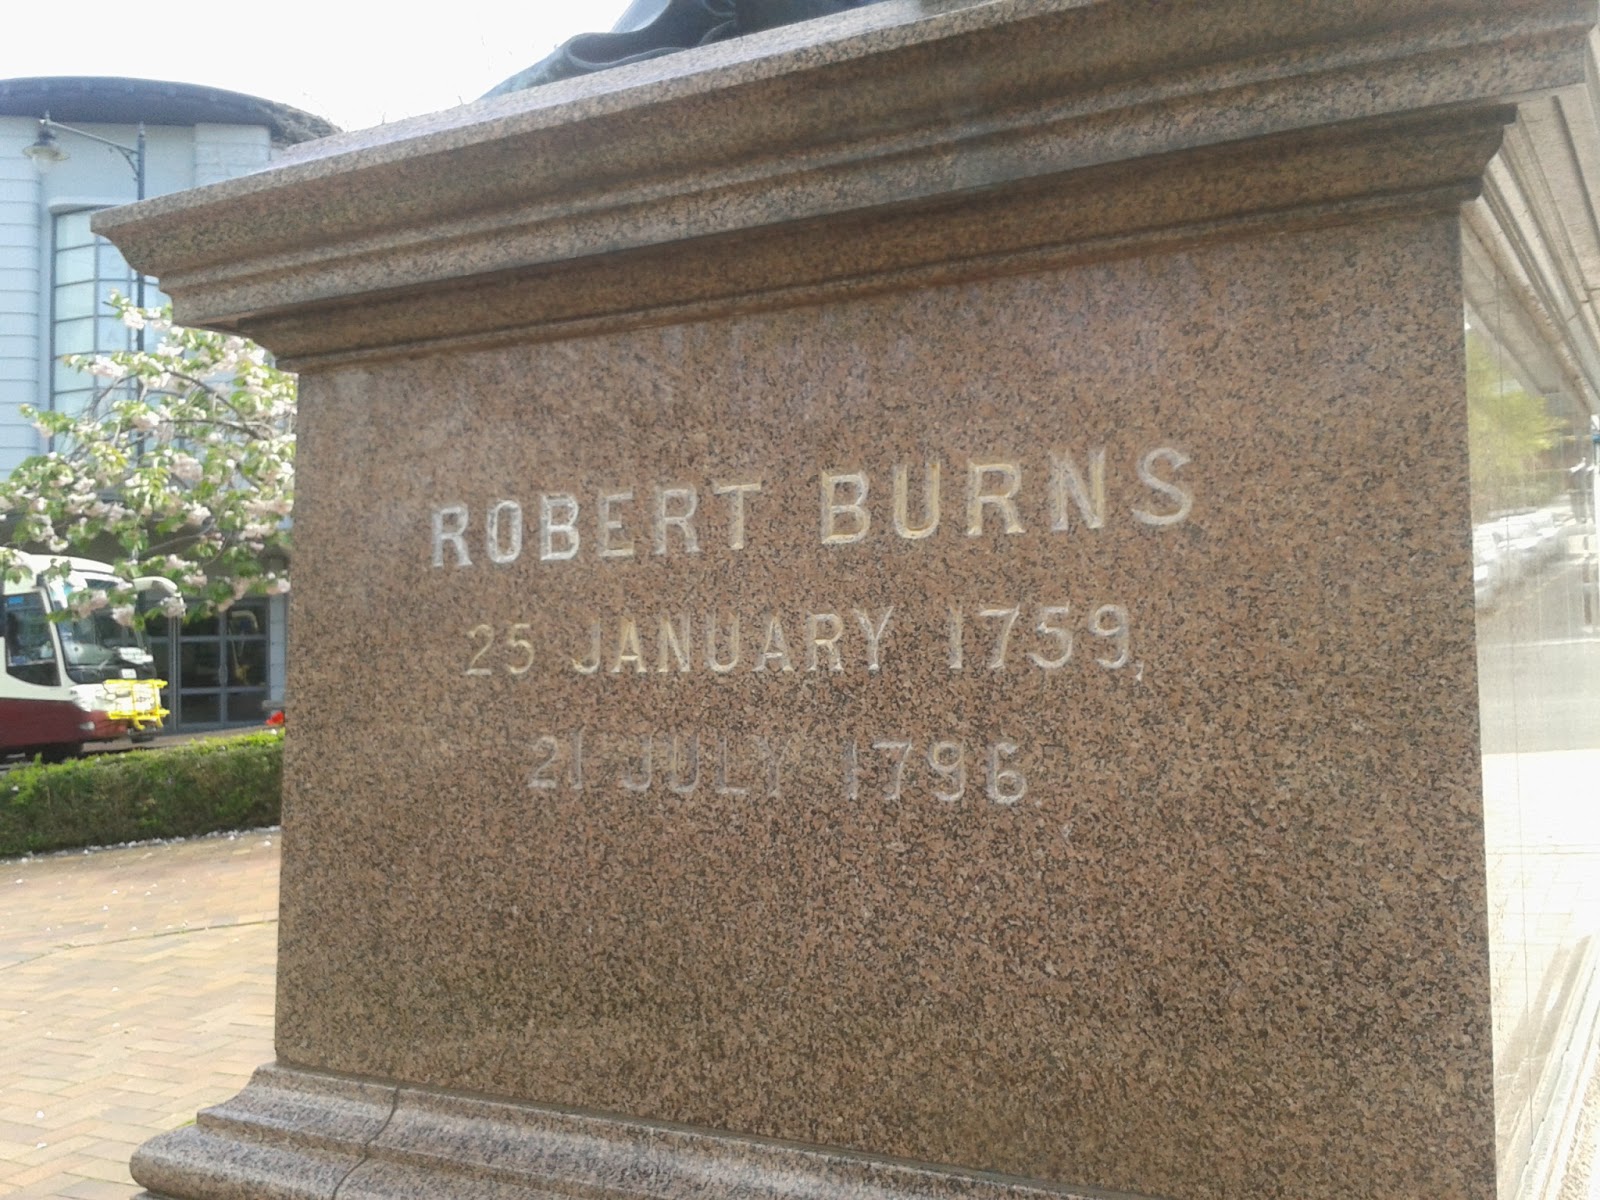 ROBERT BURNS
25 JANUARY 1759,
21 JULY 1796